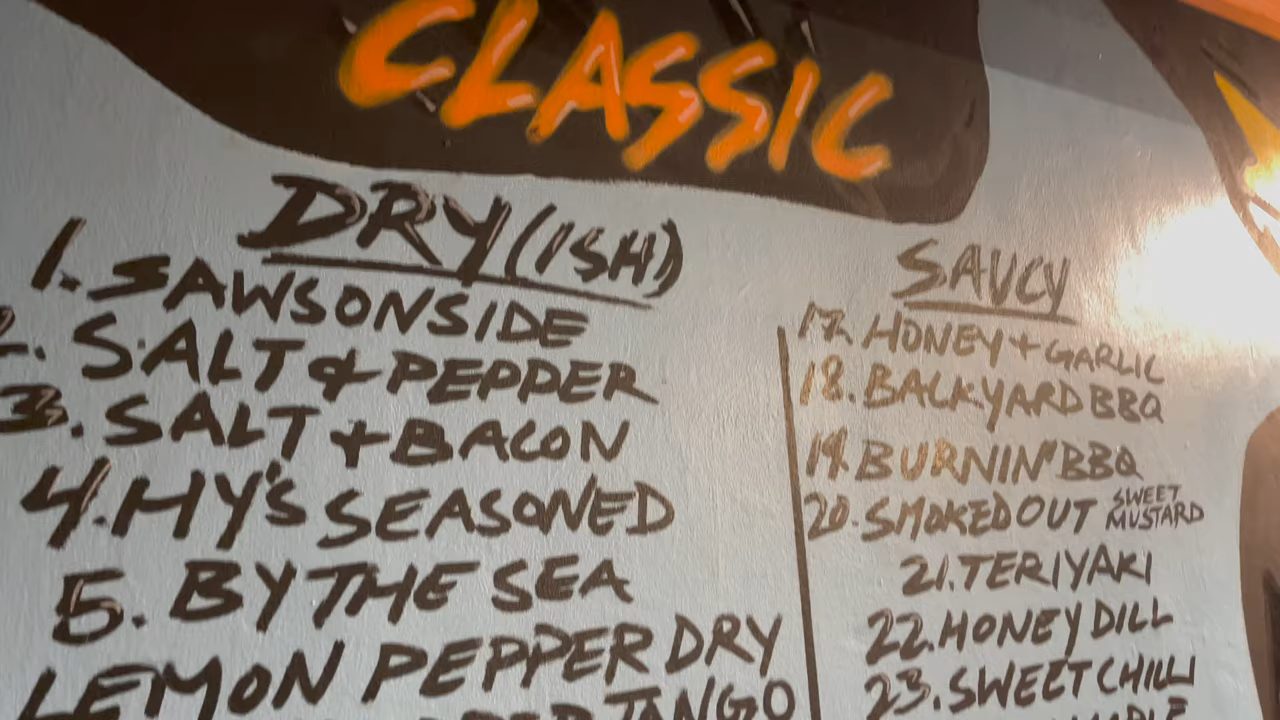 CLASSIC
DRY (ISH)
1. SAWSONSIDE
2. SALT & PEPPER
3. SALT + BACON
4. HY'S SEASONED
5. BY THE SEA
LEMON PEPPER DRY
TANGO
SAUCY
17. HONEY + GARLIC
18. BACKYARD BBQ
19. BURNIN' BBQ
20. SMOKED OUT SWEET MUSTARD
21. TERIYAKI
22. HONEY DILL
23. SWEET CHILLI